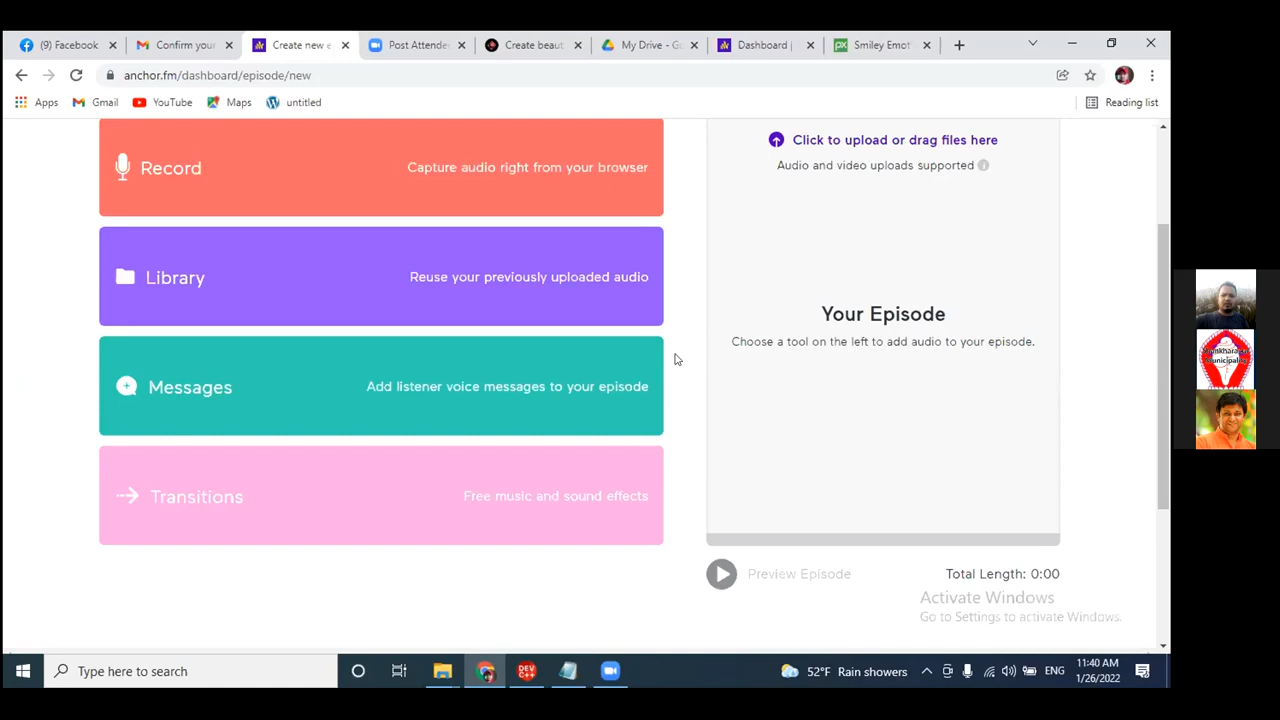 (9) Facebook
Confirm your
Create new e
Post Attende
Create beaut
My Drive - Go
Dashboard |
Smiley Emot
anchor.fm/dashboard/episode/new
Apps
Gmail
YouTube
Maps
untitled
Reading list
Record
Capture audio right from your browser
Library
Reuse your previously uploaded audio
Messages
Add listener voice messages to your episode
Transitions
Free music and sound effects
Click to upload or drag files here
Audio and video uploads supported
Your Episode
Choose a tool on the left to add audio to your episode.
Preview Episode
Total Length: 0:00
Activate Windows
Go to Settings to activate Windows.
Municipality
Type here to search
DEV
C++
52°F Rain showers
ENG
11:40 AM
1/26/2022